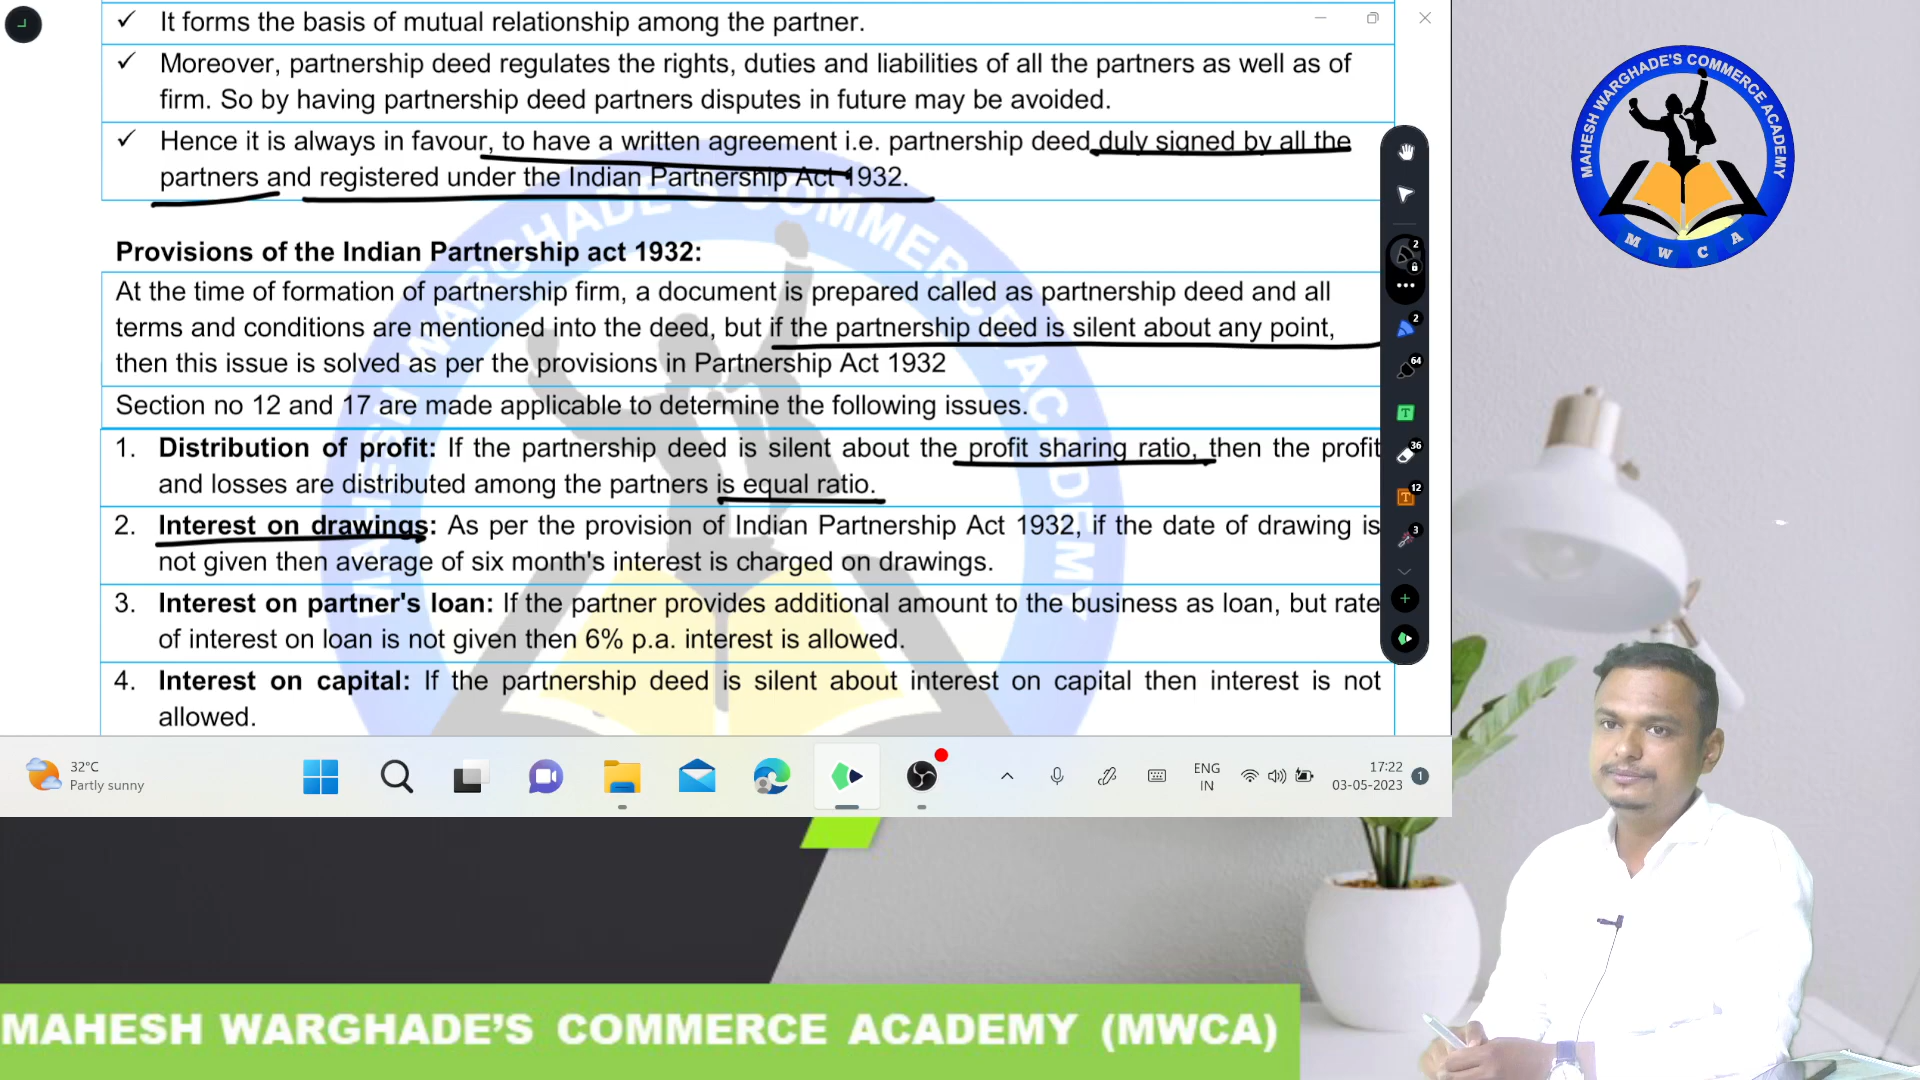 ✓ It forms the basis of mutual relationship among the partner.
✓ Moreover, partnership deed regulates the rights, duties and liabilities of all the partners as well as of
firm. So by having partnership deed partners disputes in future may be avoided.
✓ Hence it is always in favour, to have a written agreement i.e. partnership deed duly signed by all the
partners and registered under the Indian Partnership Act 1932.
Provisions of the Indian Partnership act 1932:
At the time of formation of partnership firm, a document is prepared called as partnership deed and all
terms and conditions are mentioned into the deed, but if the partnership deed is silent about any point,
then this issue is solved as per the provisions in Partnership Act 1932
Section no 12 and 17 are made applicable to determine the following issues.
1. Distribution of profit: If the partnership deed is silent about the profit sharing ratio, then the profit
and losses are distributed among the partners is equal ratio.
2. Interest on drawings: As per the provision of Indian Partnership Act 1932, if the date of drawing is
not given then average of six month's interest is charged on drawings.
3. Interest on partner's loan: If the partner provides additional amount to the business as loan, but rate
of interest on loan is not given then 6% p.a. interest is allowed.
4. Interest on capital: If the partnership deed is silent about interest on capital then interest is not
allowed.
MAHESH WARGHADE'S COMMERCE ACADEMY
MAHESH WARGHADE'S COMMERCE ACADEMY
M W C A
2
2
64
T
36
T 12
3
32°C
Partly sunny
ENG
IN
17:22
03-05-2023
1
MAHESH WARGHADE'S COMMERCE ACADEMY (MWCA)